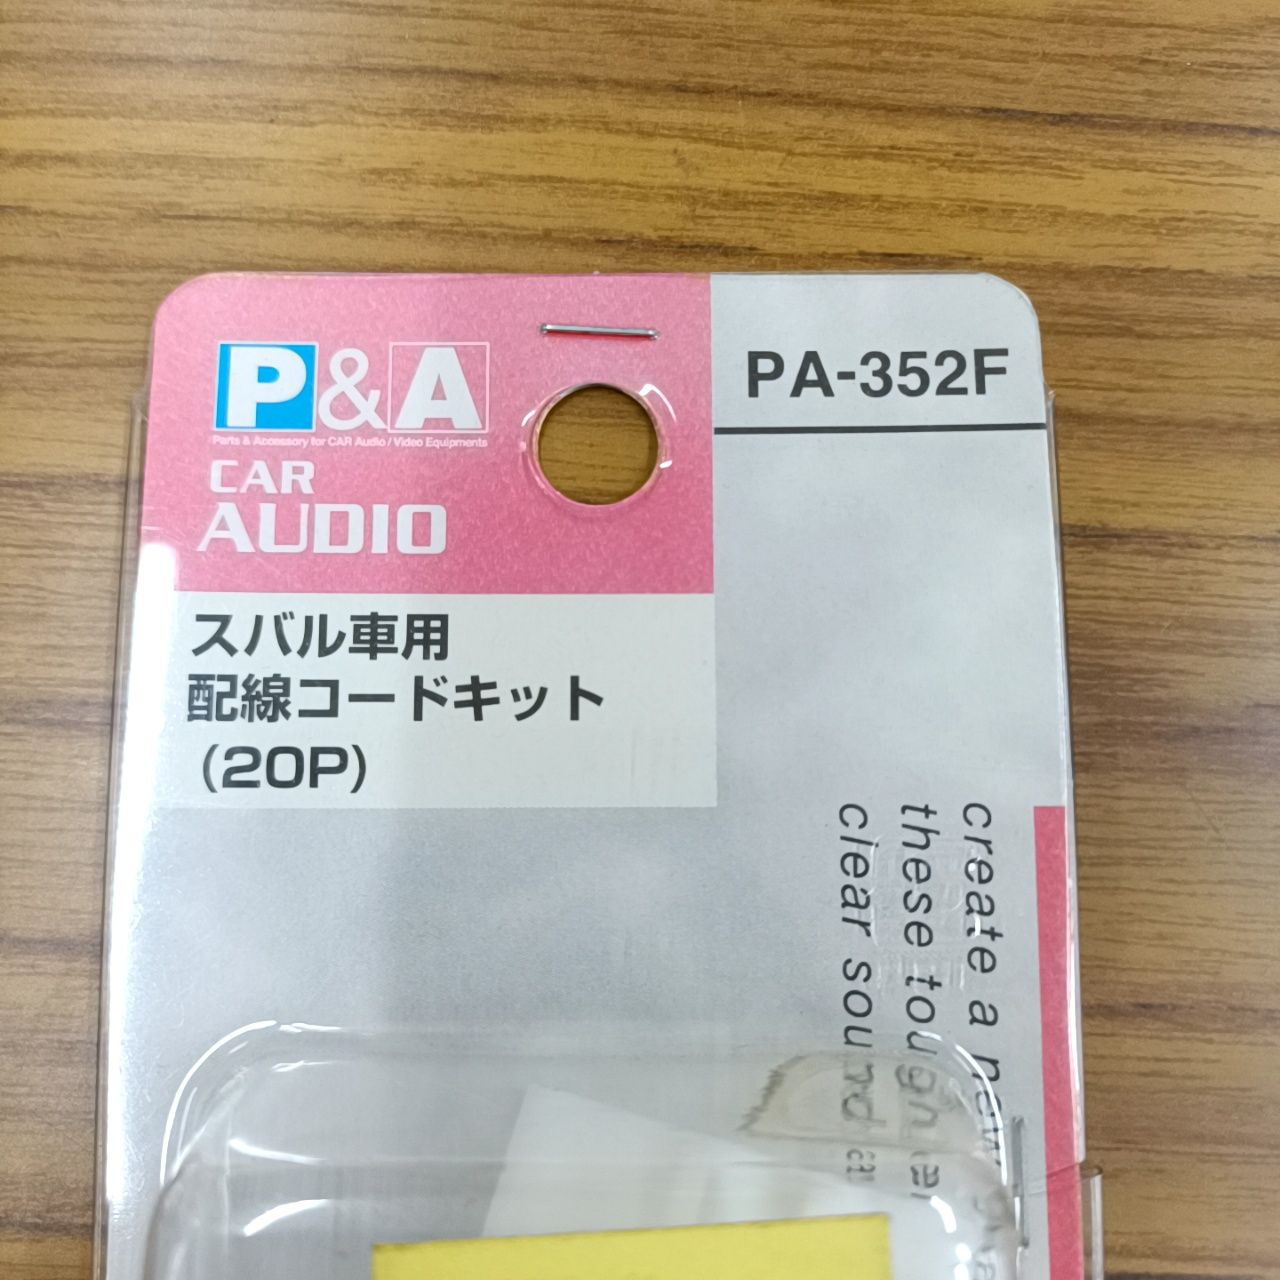 P&A
Parts & Accessory for CAR Audio / Video Equipments
CAR
AUDIO
PA-352F
スバル車用
配線コードキット
(20P)
create a new
these tough
clear sound